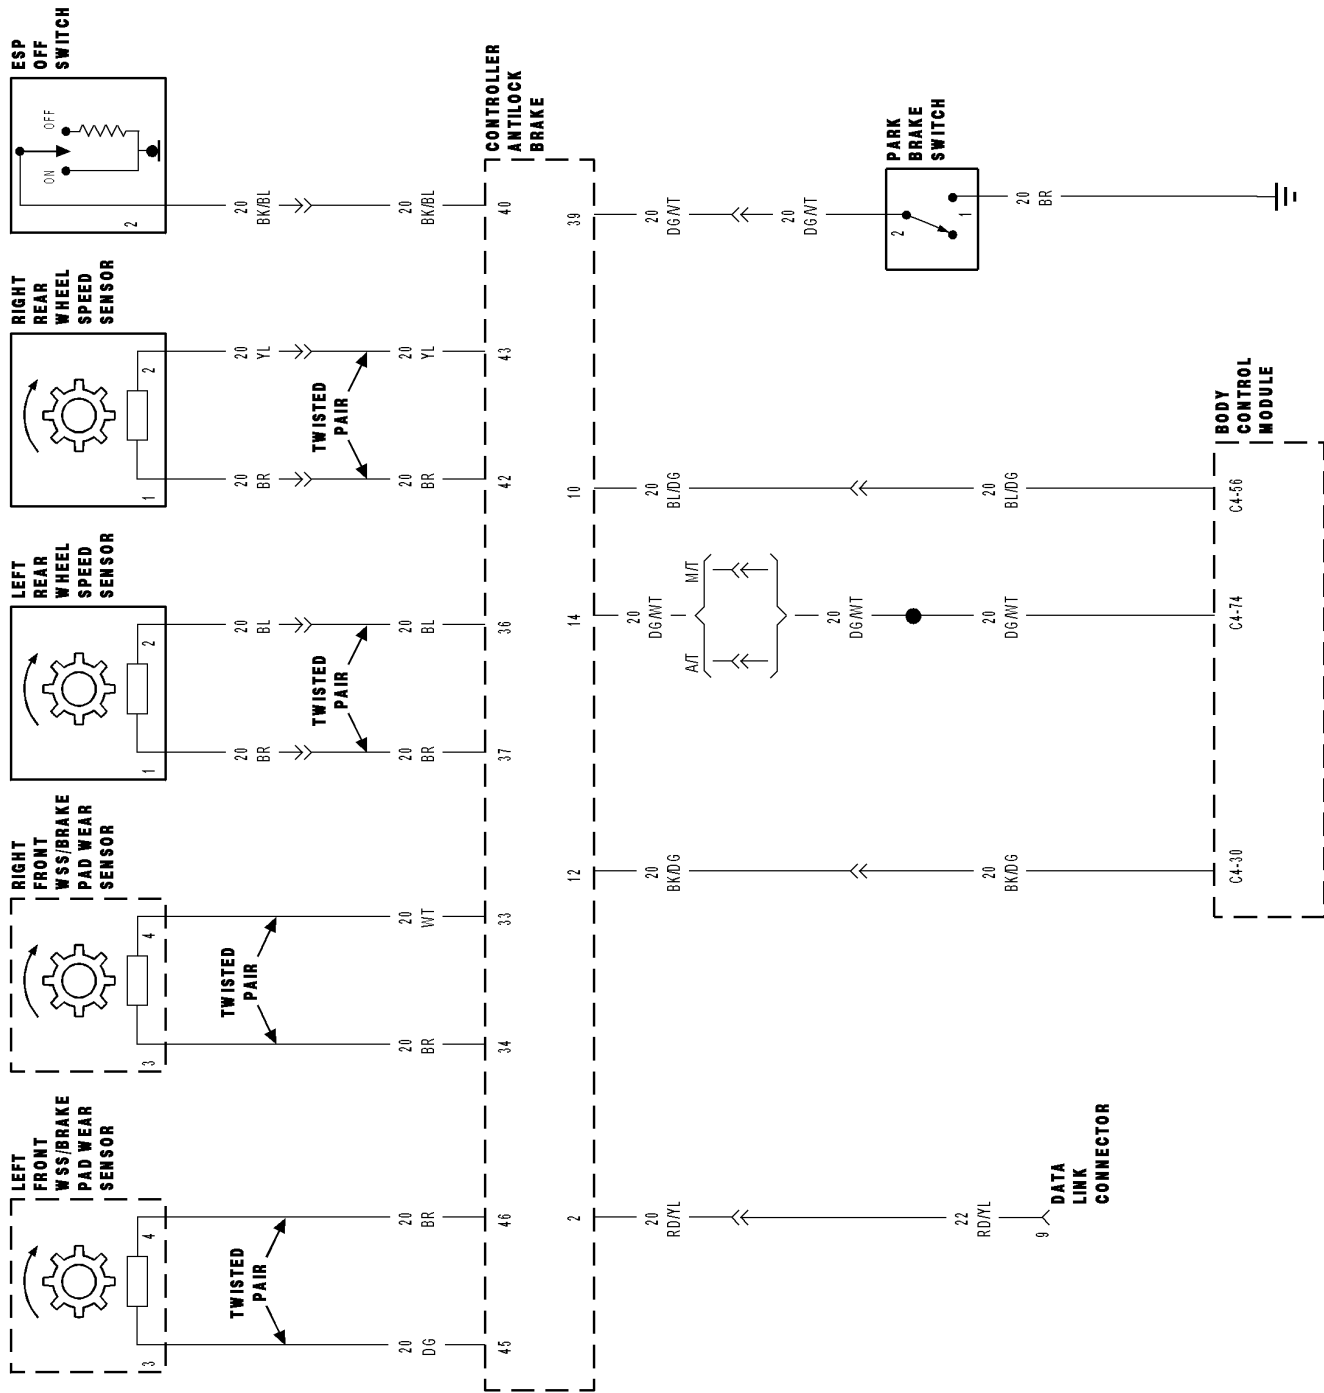 LEFT
FRONT
WSS/BRAKE
PAD WEAR
SENSOR
3
4
20
DG
TWISTED
PAIR
20
BR
45
46
RIGHT
FRONT
WSS/BRAKE
PAD WEAR
SENSOR
3
4
TWISTED
PAIR
20
BR
20
WT
34
33
LEFT
REAR
WHEEL
SPEED
SENSOR
1
2
20
BR
20
BL
TWISTED
PAIR
20
BR
20
BL
37
36
RIGHT
REAR
WHEEL
SPEED
SENSOR
1
2
20
BR
20
YL
TWISTED
PAIR
20
BR
20
YL
42
43
ESP
OFF
SWITCH
ON
OFF
2
20
BK/BL
20
BK/BL
40
CONTROLLER
ANTILOCK
BRAKE
2
20
RD/YL
22
RD/YL
9
DATA
LINK
CONNECTOR
12
20
BK/DG
20
BK/DG
C4-30
14
20
DG/WT
A/T
M/T
20
DG/WT
20
DG/WT
C4-74
10
20
BL/DG
20
BL/DG
C4-56
BODY
CONTROL
MODULE
39
20
DG/VT
20
DG/VT
2
1
PARK
BRAKE
SWITCH
20
BR